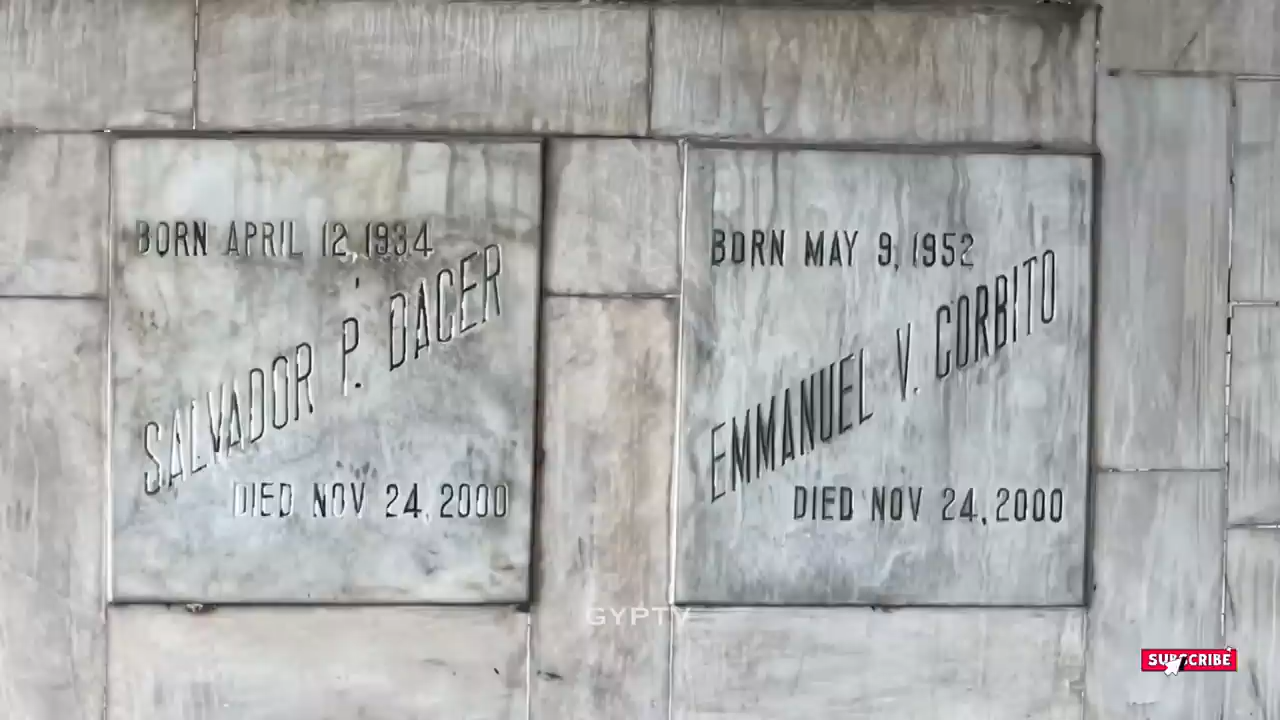 BORN APRIL 12, 1934
SALVADOR P. DACER
DIED NOV 24, 2000
BORN MAY 9, 1952
EMMANUEL V. CORBITO
DIED NOV 24, 2000
GYPTV
SUBSCRIBE